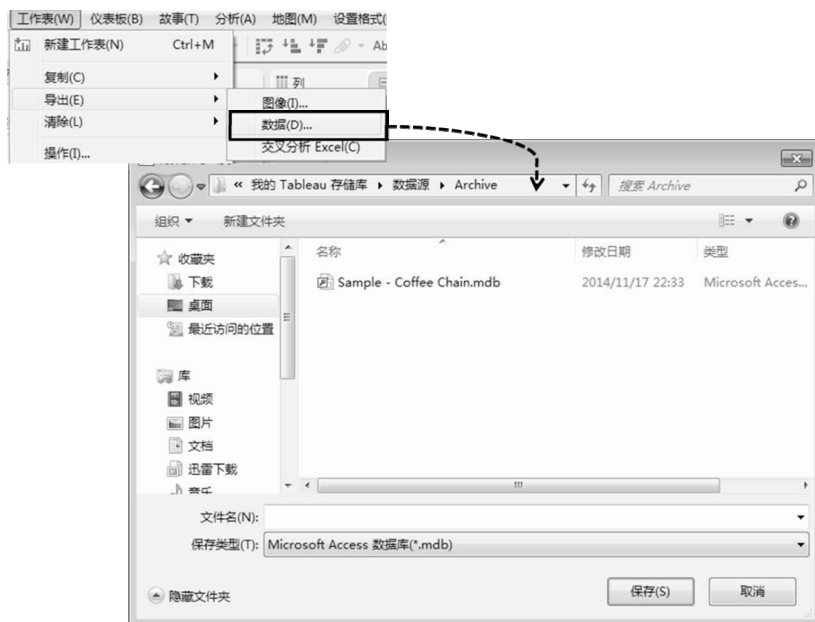 工作表(W) 仪表板(B) 故事(T) 分析(A) 地图(M) 设置格式(
新建工作表(N) Ctrl+M
Ab
复制(C)
列
导出(E)
图像(I)...
清除(L)
数据(D)...
操作(I)...
交叉分析 Excel(C)
« 我的 Tableau 存储库 数据源 Archive
搜索 Archive
组织 新建文件夹
收藏夹
名称 修改日期 类型
下载
Sample - Coffee Chain.mdb 2014/11/17 22:33 Microsoft Acces...
桌面
最近访问的位置
库
视频
图片
文档
迅雷下载
音乐
文件名(N):
保存类型(T): Microsoft Access 数据库(*.mdb)
隐藏文件夹
保存(S) 取消